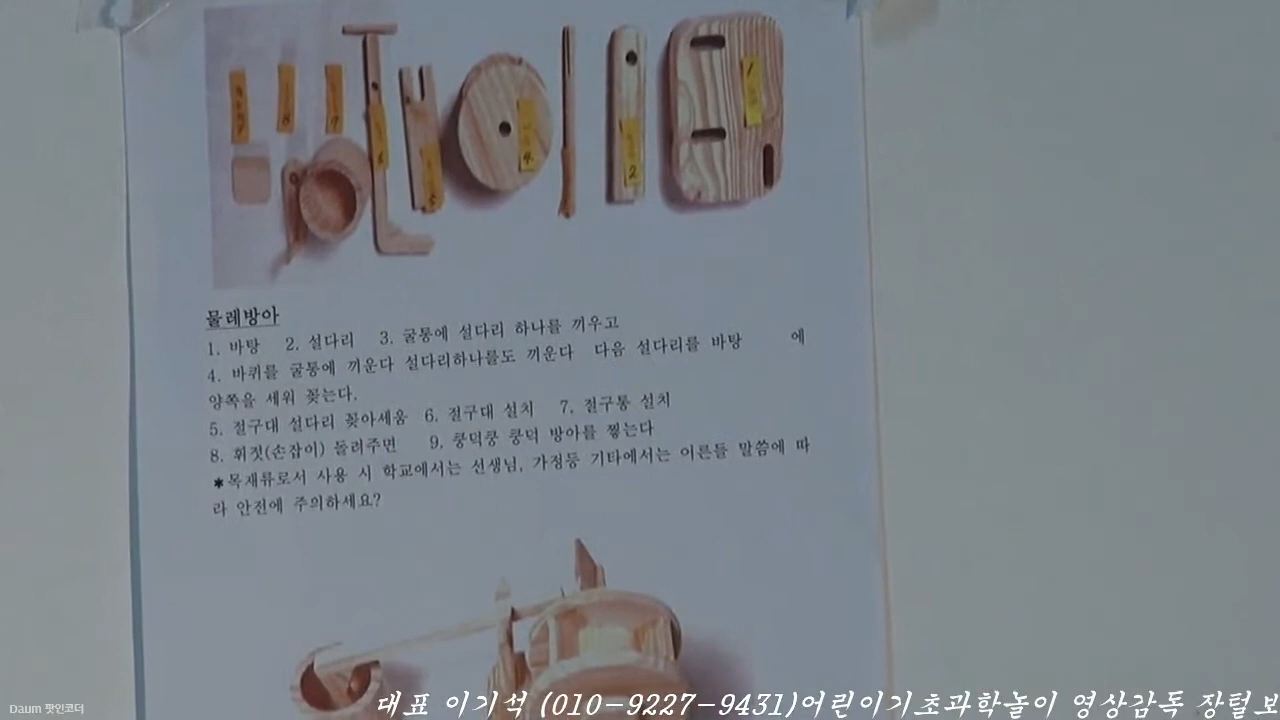 1
2
4
6
8
물레방아
1. 바탕 2. 설다리 3. 굴통에 설다리 하나를 끼우고
4. 바퀴를 굴통에 끼운다 설다리하나를도 끼운다 다음 설다리를 바탕 에
양쪽을 세워 꽂는다.
5. 절구대 설다리 꽂아세움 6. 절구대 설치 7, 절구통 설치
8. 휘젓(손잡이) 돌려주면 9. 쿵덕쿵 쿵덕 방아를 찧는다
✱목재류로서 사용 시 학교에서는 선생님, 가정등 기타에서는 어른들 말씀에 따
라 안전에 주의하세요?
Daum 팟인코더
대표 이기석 (010-9227-9431)어린이기초과학놀이 영상감독 장털보